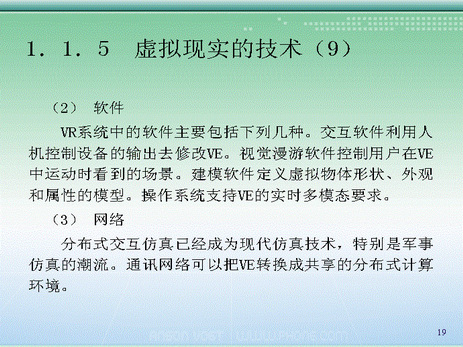 1．1．5 虚拟现实的技术（9）
（2） 软件
VR系统中的软件主要包括下列几种。交互软件利用人
机控制设备的输出去修改VE。视觉漫游软件控制用户在VE
中运动时看到的场景。建模软件定义虚拟物体形状、外观
和属性的模型。操作系统支持VE的实时多模态要求。
（3） 网络
分布式交互仿真已经成为现代仿真技术，特别是军事
仿真的潮流。通讯网络可以把VE转换成共享的分布式计算
环境。
19